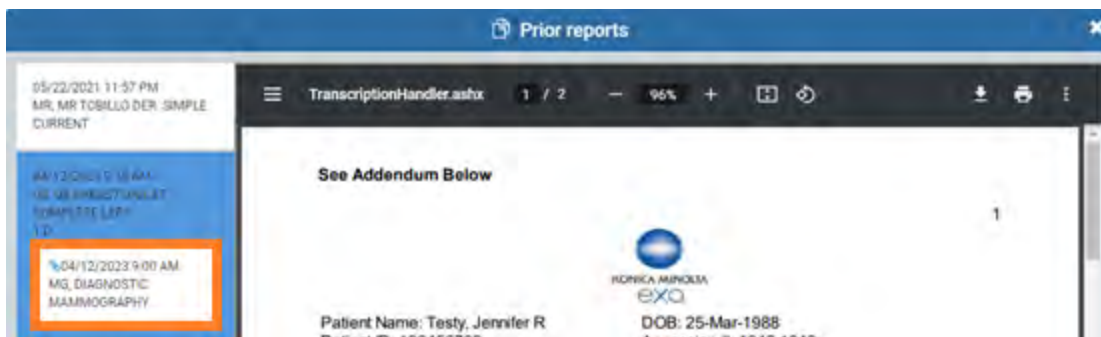 Prior reports
05/22/2021 11:57 PM
MR, MR TOBILLO DER SIMPLE
CURRENT
TranscriptionHandler.ashx 1 / 2 — 96% +
COMPLETE LEFT
04/12/2023 9:00 AM
MG, DIAGNOSTIC
MAMMOGRAPHY
See Addendum Below
1
KONICA MINOLTA
exa
Patient Name: Testy, Jennifer R DOB: 25-Mar-1988